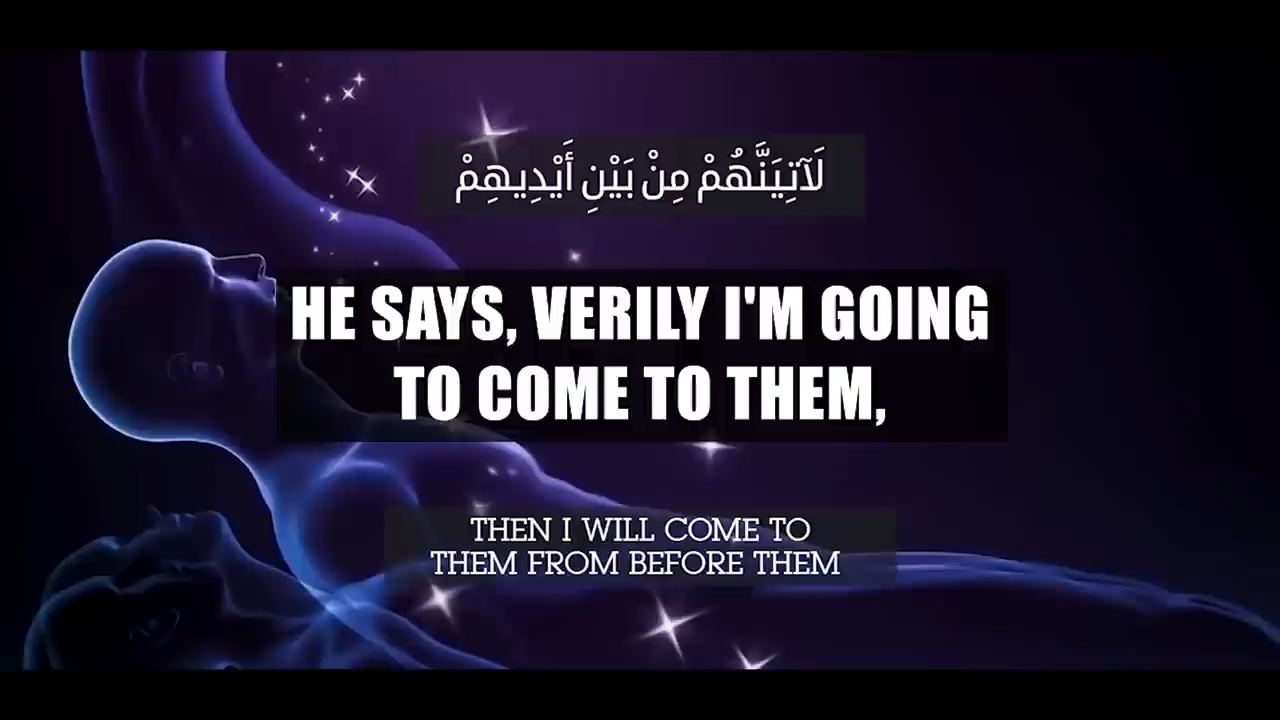 لَآتِيَنَّهُمْ مِنْ بَيْنِ أَيْدِيهِمْ
HE SAYS, VERILY I'M GOING
TO COME TO THEM,
THEN I WILL COME TO
THEM FROM BEFORE THEM